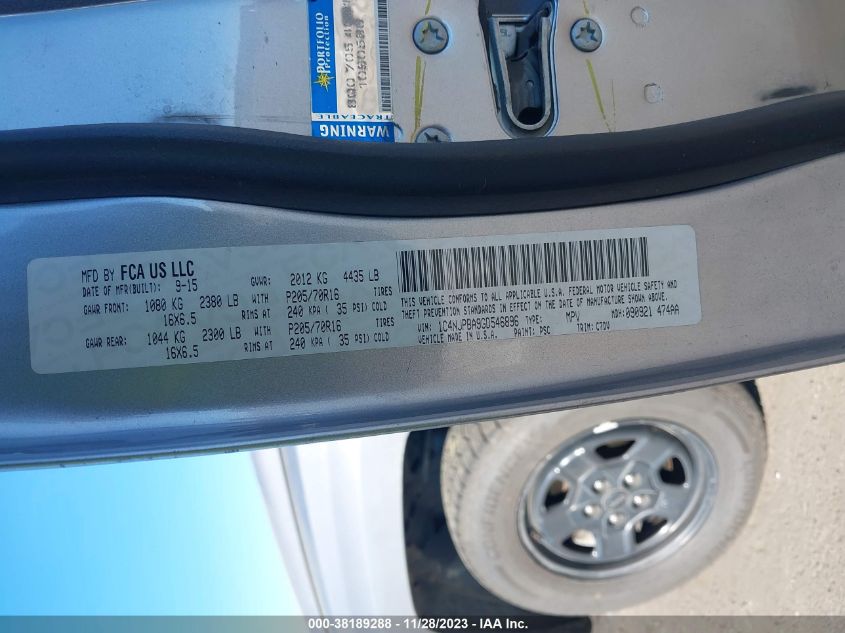 PORTFOLIO
Protection
TRACEABLE
WARNING
MFD BY FCA US LLC
DATE OF MFR(BUILT): 9-15 GVWR: 2012 KG 4435 LB
GAWR FRONT: 1080 KG 2380 LB WITH P205/70R16 TIRES
16X6.5 RIMS AT 240 KPA ( 35 PSI) COLD
GAWR REAR: 1044 KG 2300 LB WITH P205/70R16 TIRES
16X6.5 RIMS AT 240 KPA ( 35 PSI) COLD
THIS VEHICLE CONFORMS TO ALL APPLICABLE U.S.A. FEDERAL MOTOR VEHICLE SAFETY AND
THEFT PREVENTION STANDARDS IN EFFECT ON THE DATE OF MANUFACTURE SHOWN ABOVE.
VIN: 1C4NJPBA9GD546896 TYPE: MPV MDH: 090921 474AA
VEHICLE MADE IN U.S.A. PAINT: PSC TRIM: C7DV
000-38189288 - 11/28/2023 - IMAGE © IAA, INC.